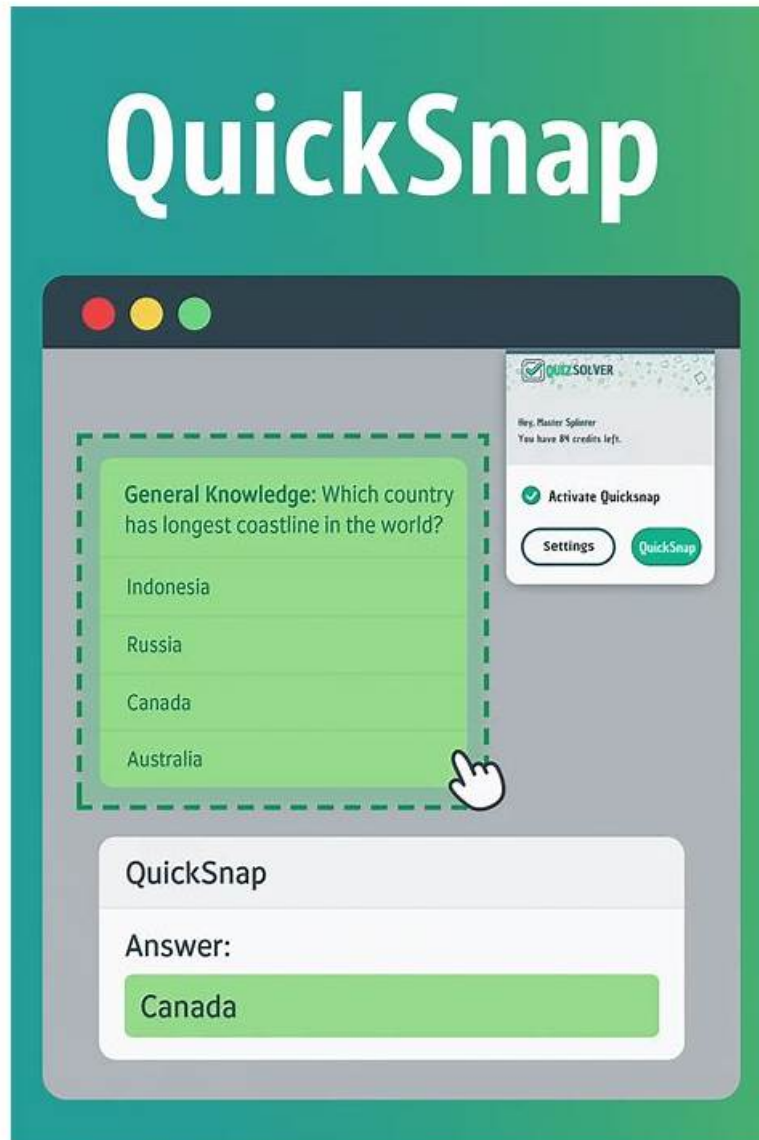 QuickSnap
QUIZSOLVER
Hey, Master Splinter
You have 84 credits left.
Activate Quicksnap
Settings
QuickSnap
General Knowledge: Which country
has longest coastline in the world?
Indonesia
Russia
Canada
Australia
QuickSnap
Answer:
Canada